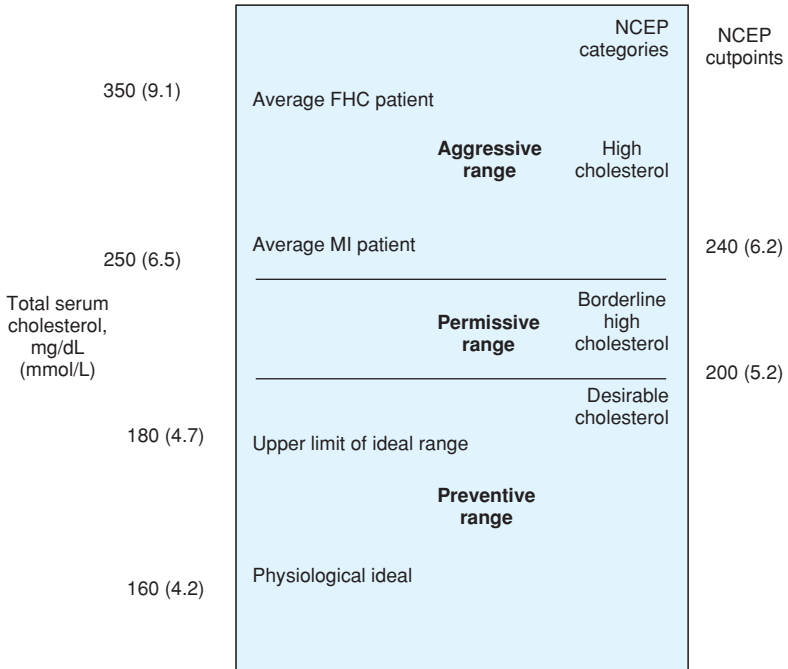 NCEP
categories
NCEP
cutpoints
350 (9.1)
Average FHC patient
Aggressive
range
High
cholesterol
250 (6.5)
Average MI patient
240 (6.2)
Total serum
cholesterol,
mg/dL
(mmol/L)
Permissive
range
Borderline
high
cholesterol
200 (5.2)
Desirable
cholesterol
180 (4.7)
Upper limit of ideal range
Preventive
range
160 (4.2)
Physiological ideal